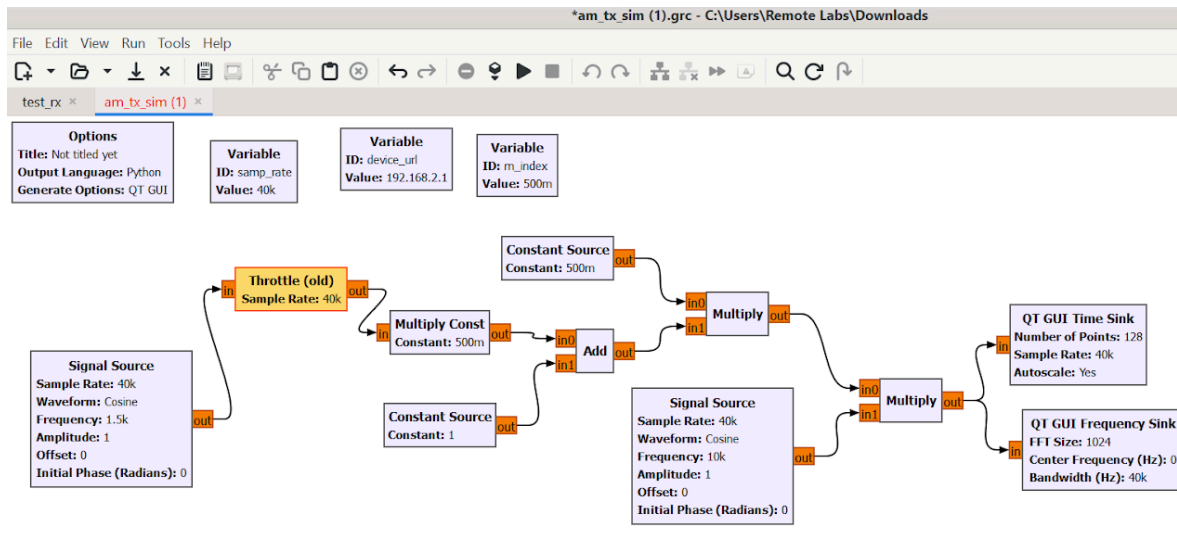 *am_tx_sim (1).grc - C:\Users\Remote Labs\Downloads
File Edit View Run Tools Help
test_rx × am_tx_sim (1) ×
Options
Title: Not titled yet
Output Language: Python
Generate Options: QT GUI
Variable
ID: samp_rate
Value: 40k
Variable
ID: device_url
Value: 192.168.2.1
Variable
ID: m_index
Value: 500m
Constant Source
Constant: 500m
out
in
Throttle (old)
Sample Rate: 40k
out
in
Multiply Const
Constant: 500m
out
in0
in1
Add
out
in0
in1
Multiply
out
Signal Source
Sample Rate: 40k
Waveform: Cosine
Frequency: 1.5k
Amplitude: 1
Offset: 0
Initial Phase (Radians): 0
out
Constant Source
Constant: 1
out
Signal Source
Sample Rate: 40k
Waveform: Cosine
Frequency: 10k
Amplitude: 1
Offset: 0
Initial Phase (Radians): 0
out
in0
in1
Multiply
out
in
QT GUI Time Sink
Number of Points: 128
Sample Rate: 40k
Autoscale: Yes
in
QT GUI Frequency Sink
FFT Size: 1024
Center Frequency (Hz): 0
Bandwidth (Hz): 40k